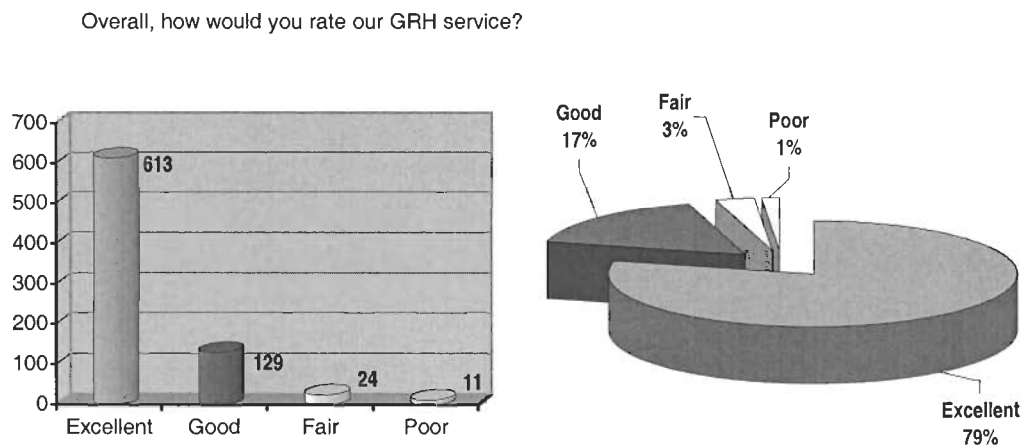 Overall, how would you rate our GRH service?
700
600
500
400
300
200
100
0
613
129
24
11
Excellent
Good
Fair
Poor
Good
17%
Fair
3%
Poor
1%
Excellent
79%